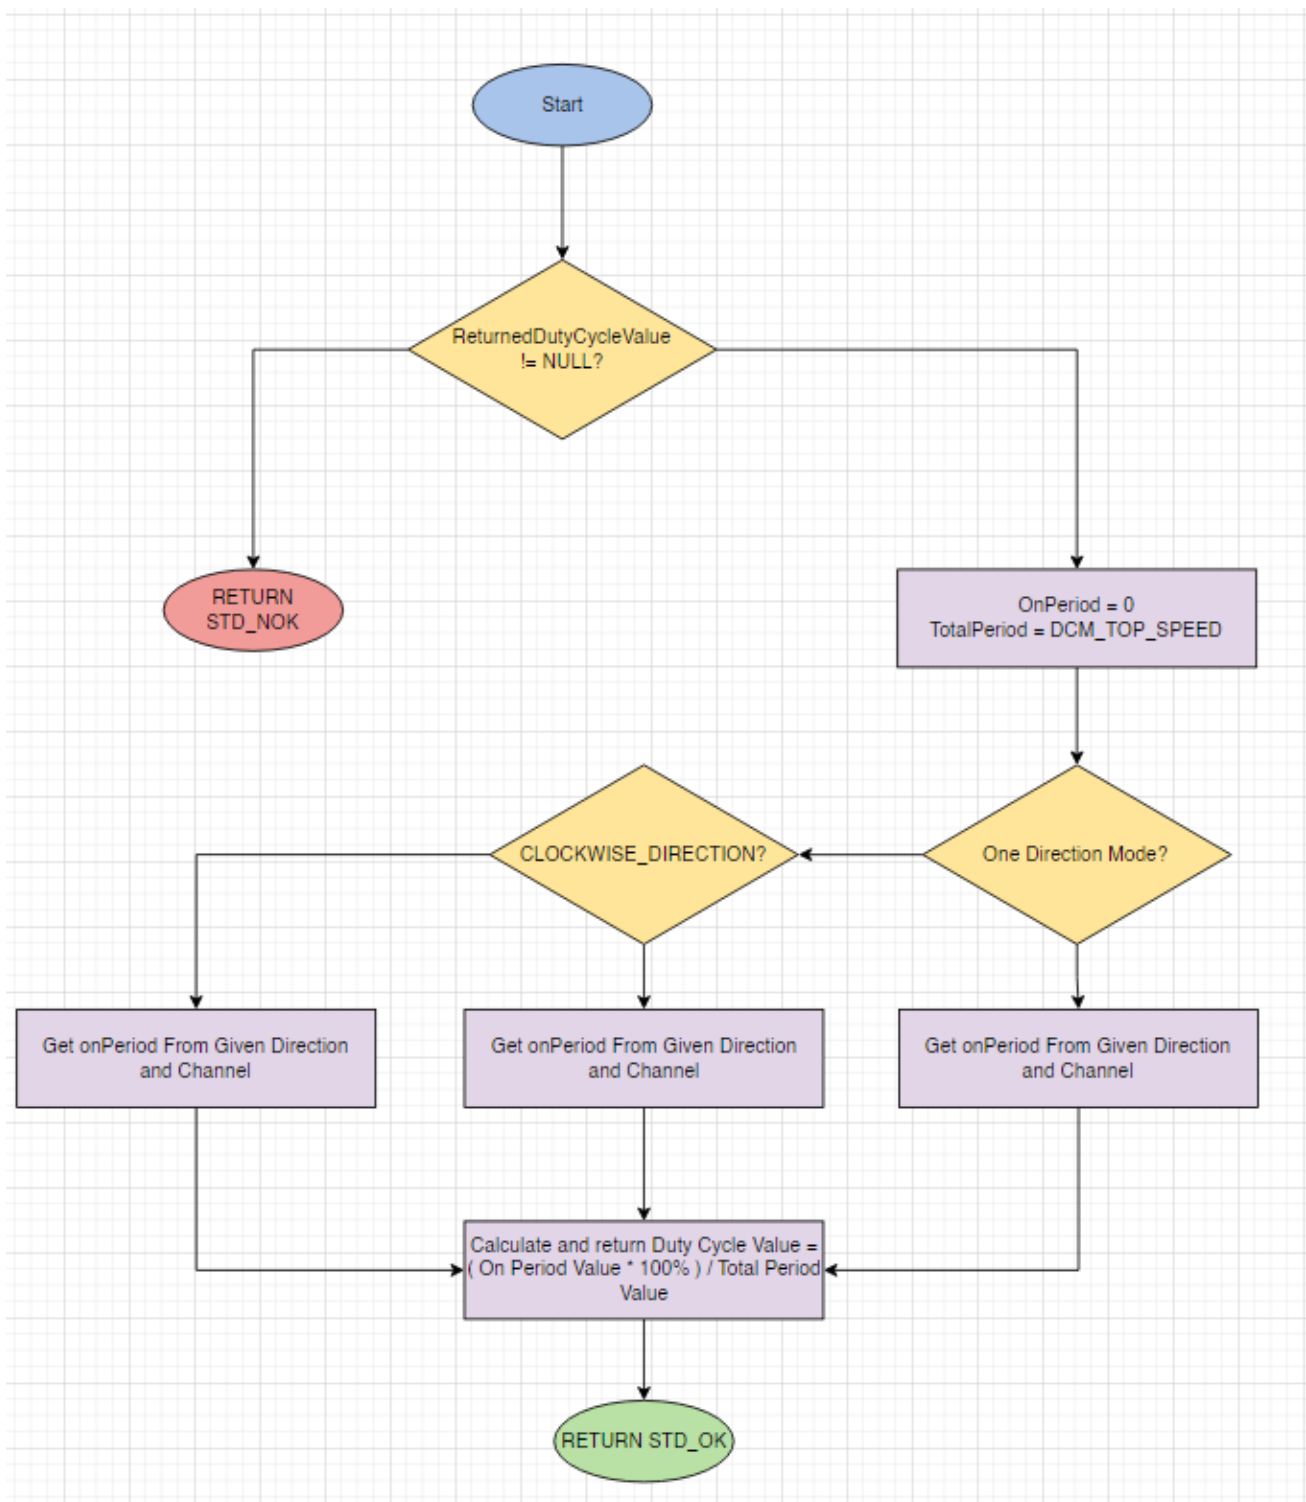 Start
ReturnedDutyCycleValue
!= NULL?
RETURN
STD_NOK
OnPeriod = 0
TotalPeriod = DCM_TOP_SPEED
CLOCKWISE_DIRECTION?
One Direction Mode?
Get onPeriod From Given Direction
and Channel
Get onPeriod From Given Direction
and Channel
Get onPeriod From Given Direction
and Channel
Calculate and return Duty Cycle Value =
( On Period Value * 100% ) / Total Period
Value
RETURN STD_OK